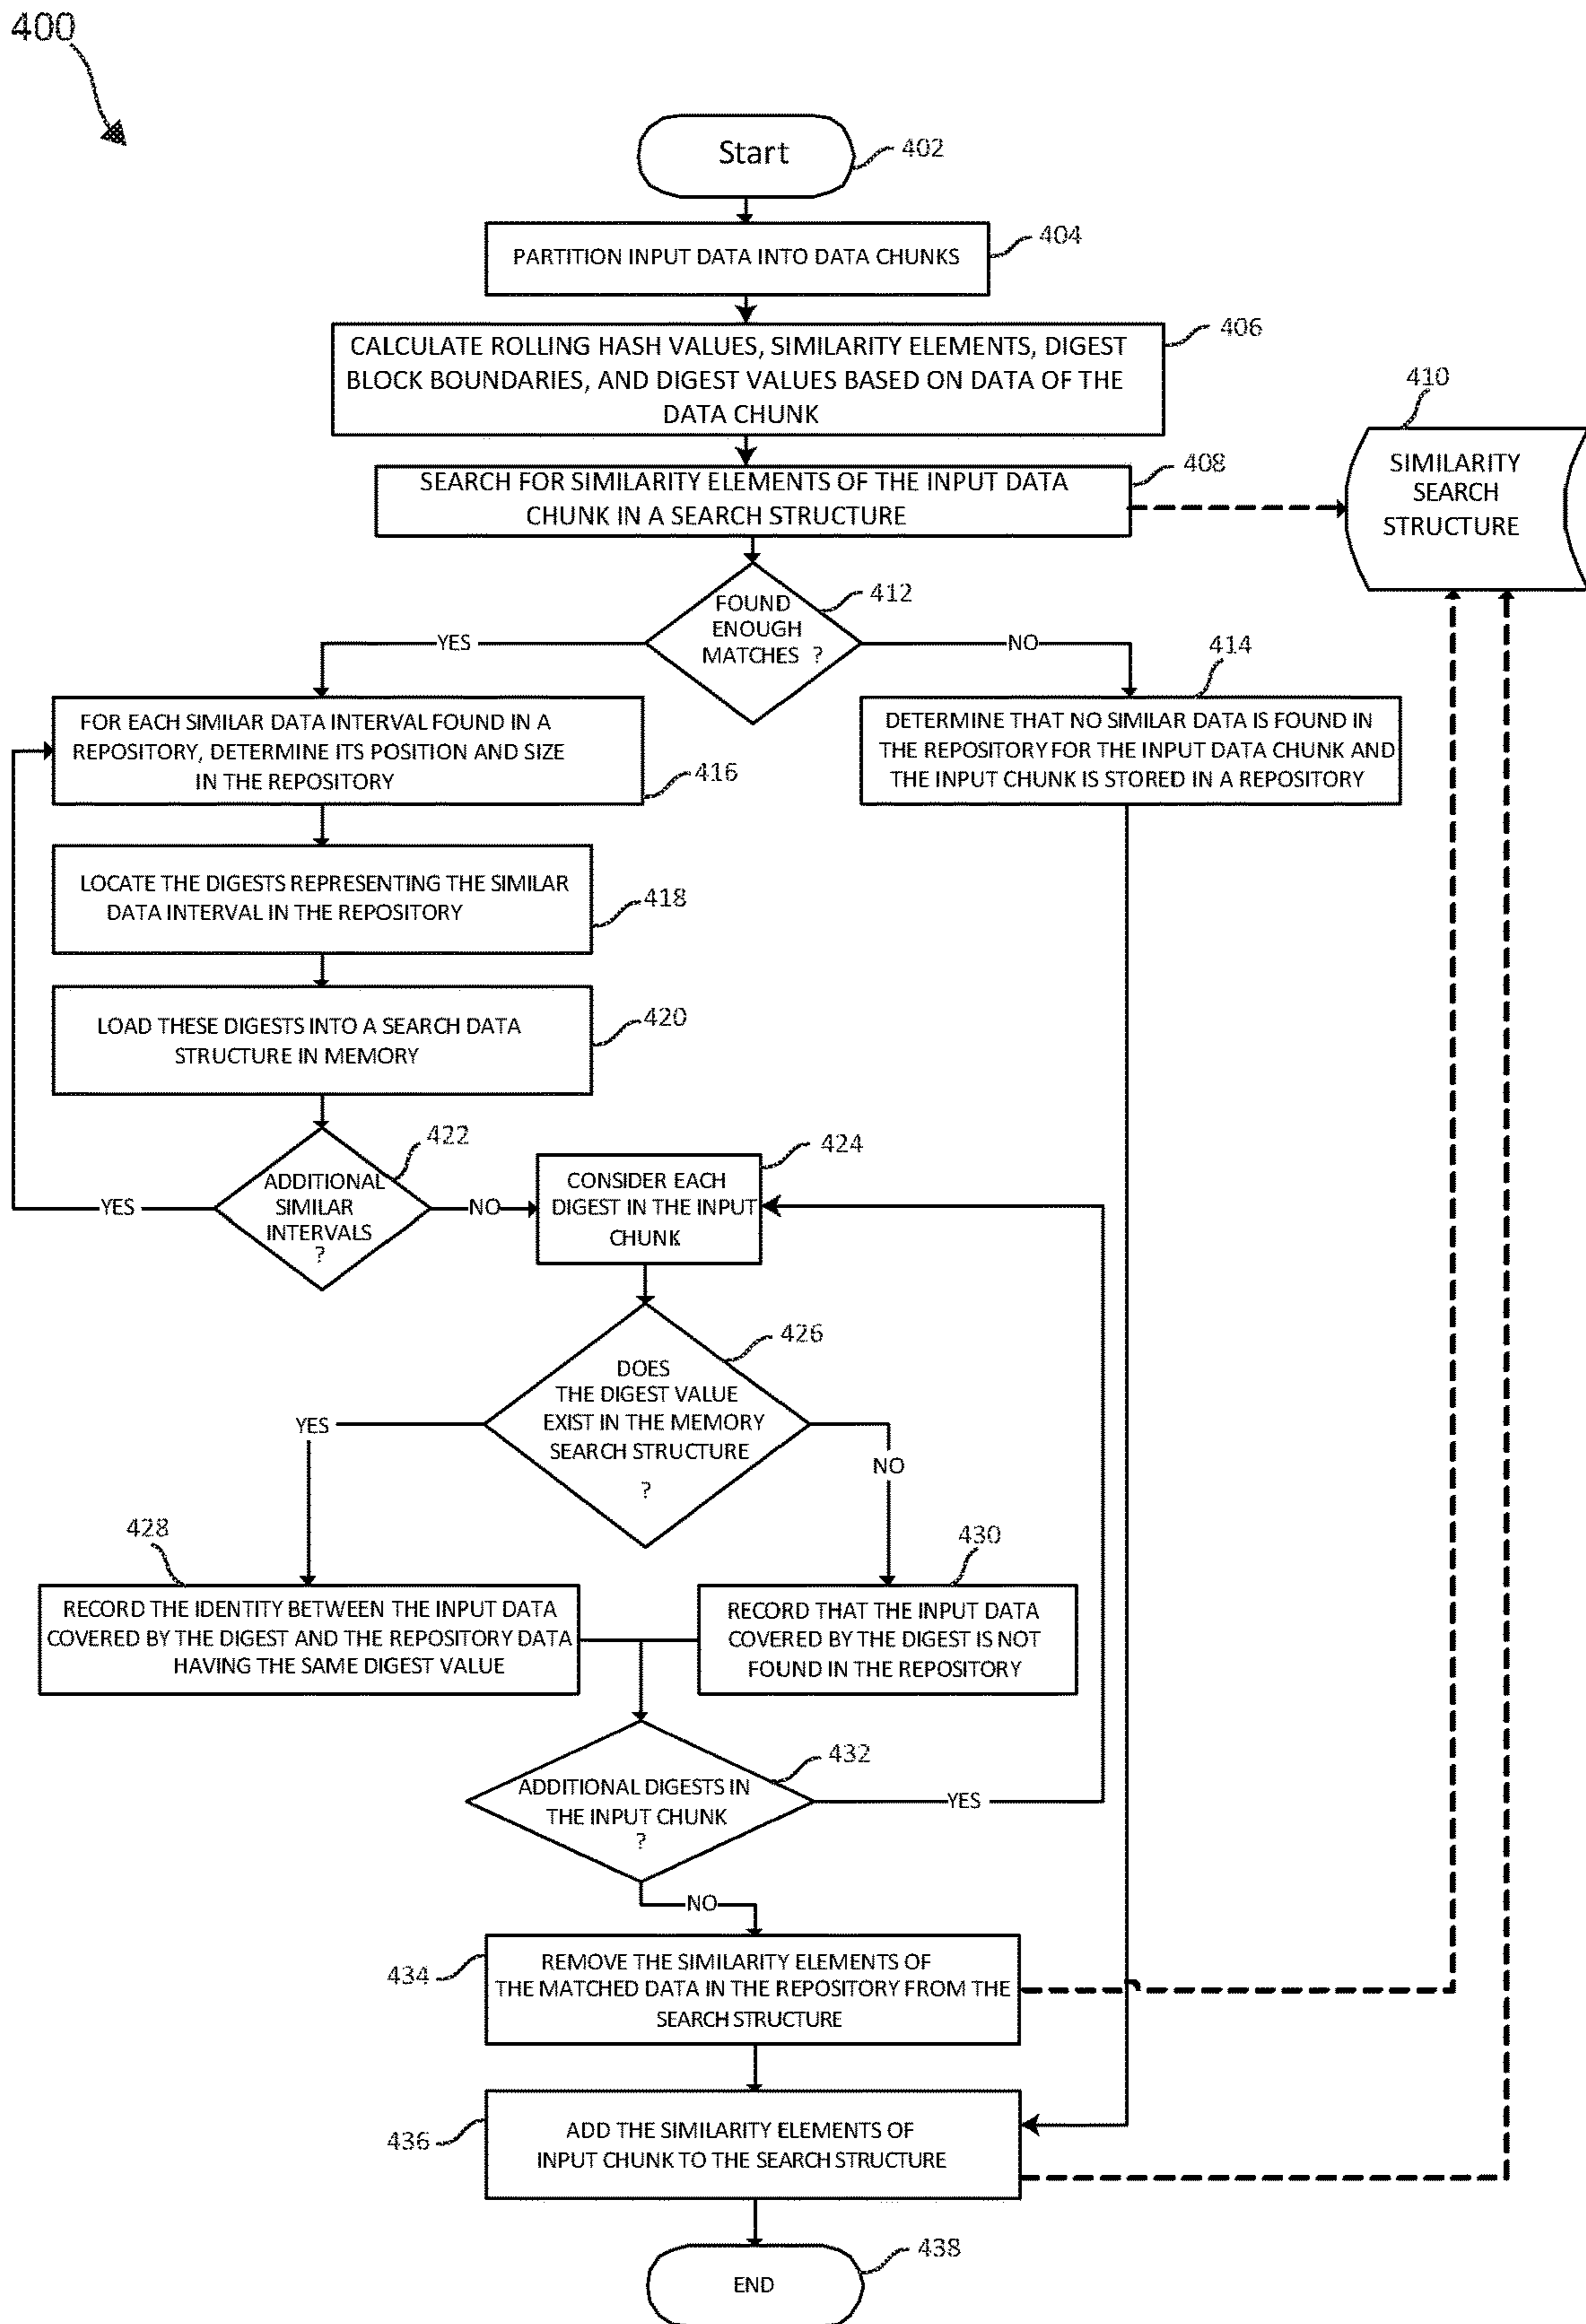 400
Start
402
PARTITION INPUT DATA INTO DATA CHUNKS
404
CALCULATE ROLLING HASH VALUES, SIMILARITY ELEMENTS, DIGEST
BLOCK BOUNDARIES, AND DIGEST VALUES BASED ON DATA OF THE
DATA CHUNK
406
SEARCH FOR SIMILARITY ELEMENTS OF THE INPUT DATA
CHUNK IN A SEARCH STRUCTURE
408
410
SIMILARITY
SEARCH
STRUCTURE
FOUND
ENOUGH
MATCHES ?
412
YES
NO
414
DETERMINE THAT NO SIMILAR DATA IS FOUND IN
THE REPOSITORY FOR THE INPUT DATA CHUNK AND
THE INPUT CHUNK IS STORED IN A REPOSITORY
FOR EACH SIMILAR DATA INTERVAL FOUND IN A
REPOSITORY, DETERMINE ITS POSITION AND SIZE
IN THE REPOSITORY
416
LOCATE THE DIGESTS REPRESENTING THE SIMILAR
DATA INTERVAL IN THE REPOSITORY
418
LOAD THESE DIGESTS INTO A SEARCH DATA
STRUCTURE IN MEMORY
420
ADDITIONAL
SIMILAR
INTERVALS
?
422
YES
NO
CONSIDER EACH
DIGEST IN THE INPUT
CHUNK
424
DOES
THE DIGEST VALUE
EXIST IN THE MEMORY
SEARCH STRUCTURE
?
426
YES
NO
428
RECORD THE IDENTITY BETWEEN THE INPUT DATA
COVERED BY THE DIGEST AND THE REPOSITORY DATA
HAVING THE SAME DIGEST VALUE
430
RECORD THAT THE INPUT DATA
COVERED BY THE DIGEST IS NOT
FOUND IN THE REPOSITORY
ADDITIONAL DIGESTS IN
THE INPUT CHUNK
?
432
YES
NO
434
REMOVE THE SIMILARITY ELEMENTS OF
THE MATCHED DATA IN THE REPOSITORY FROM THE
SEARCH STRUCTURE
436
ADD THE SIMILARITY ELEMENTS OF
INPUT CHUNK TO THE SEARCH STRUCTURE
438
END